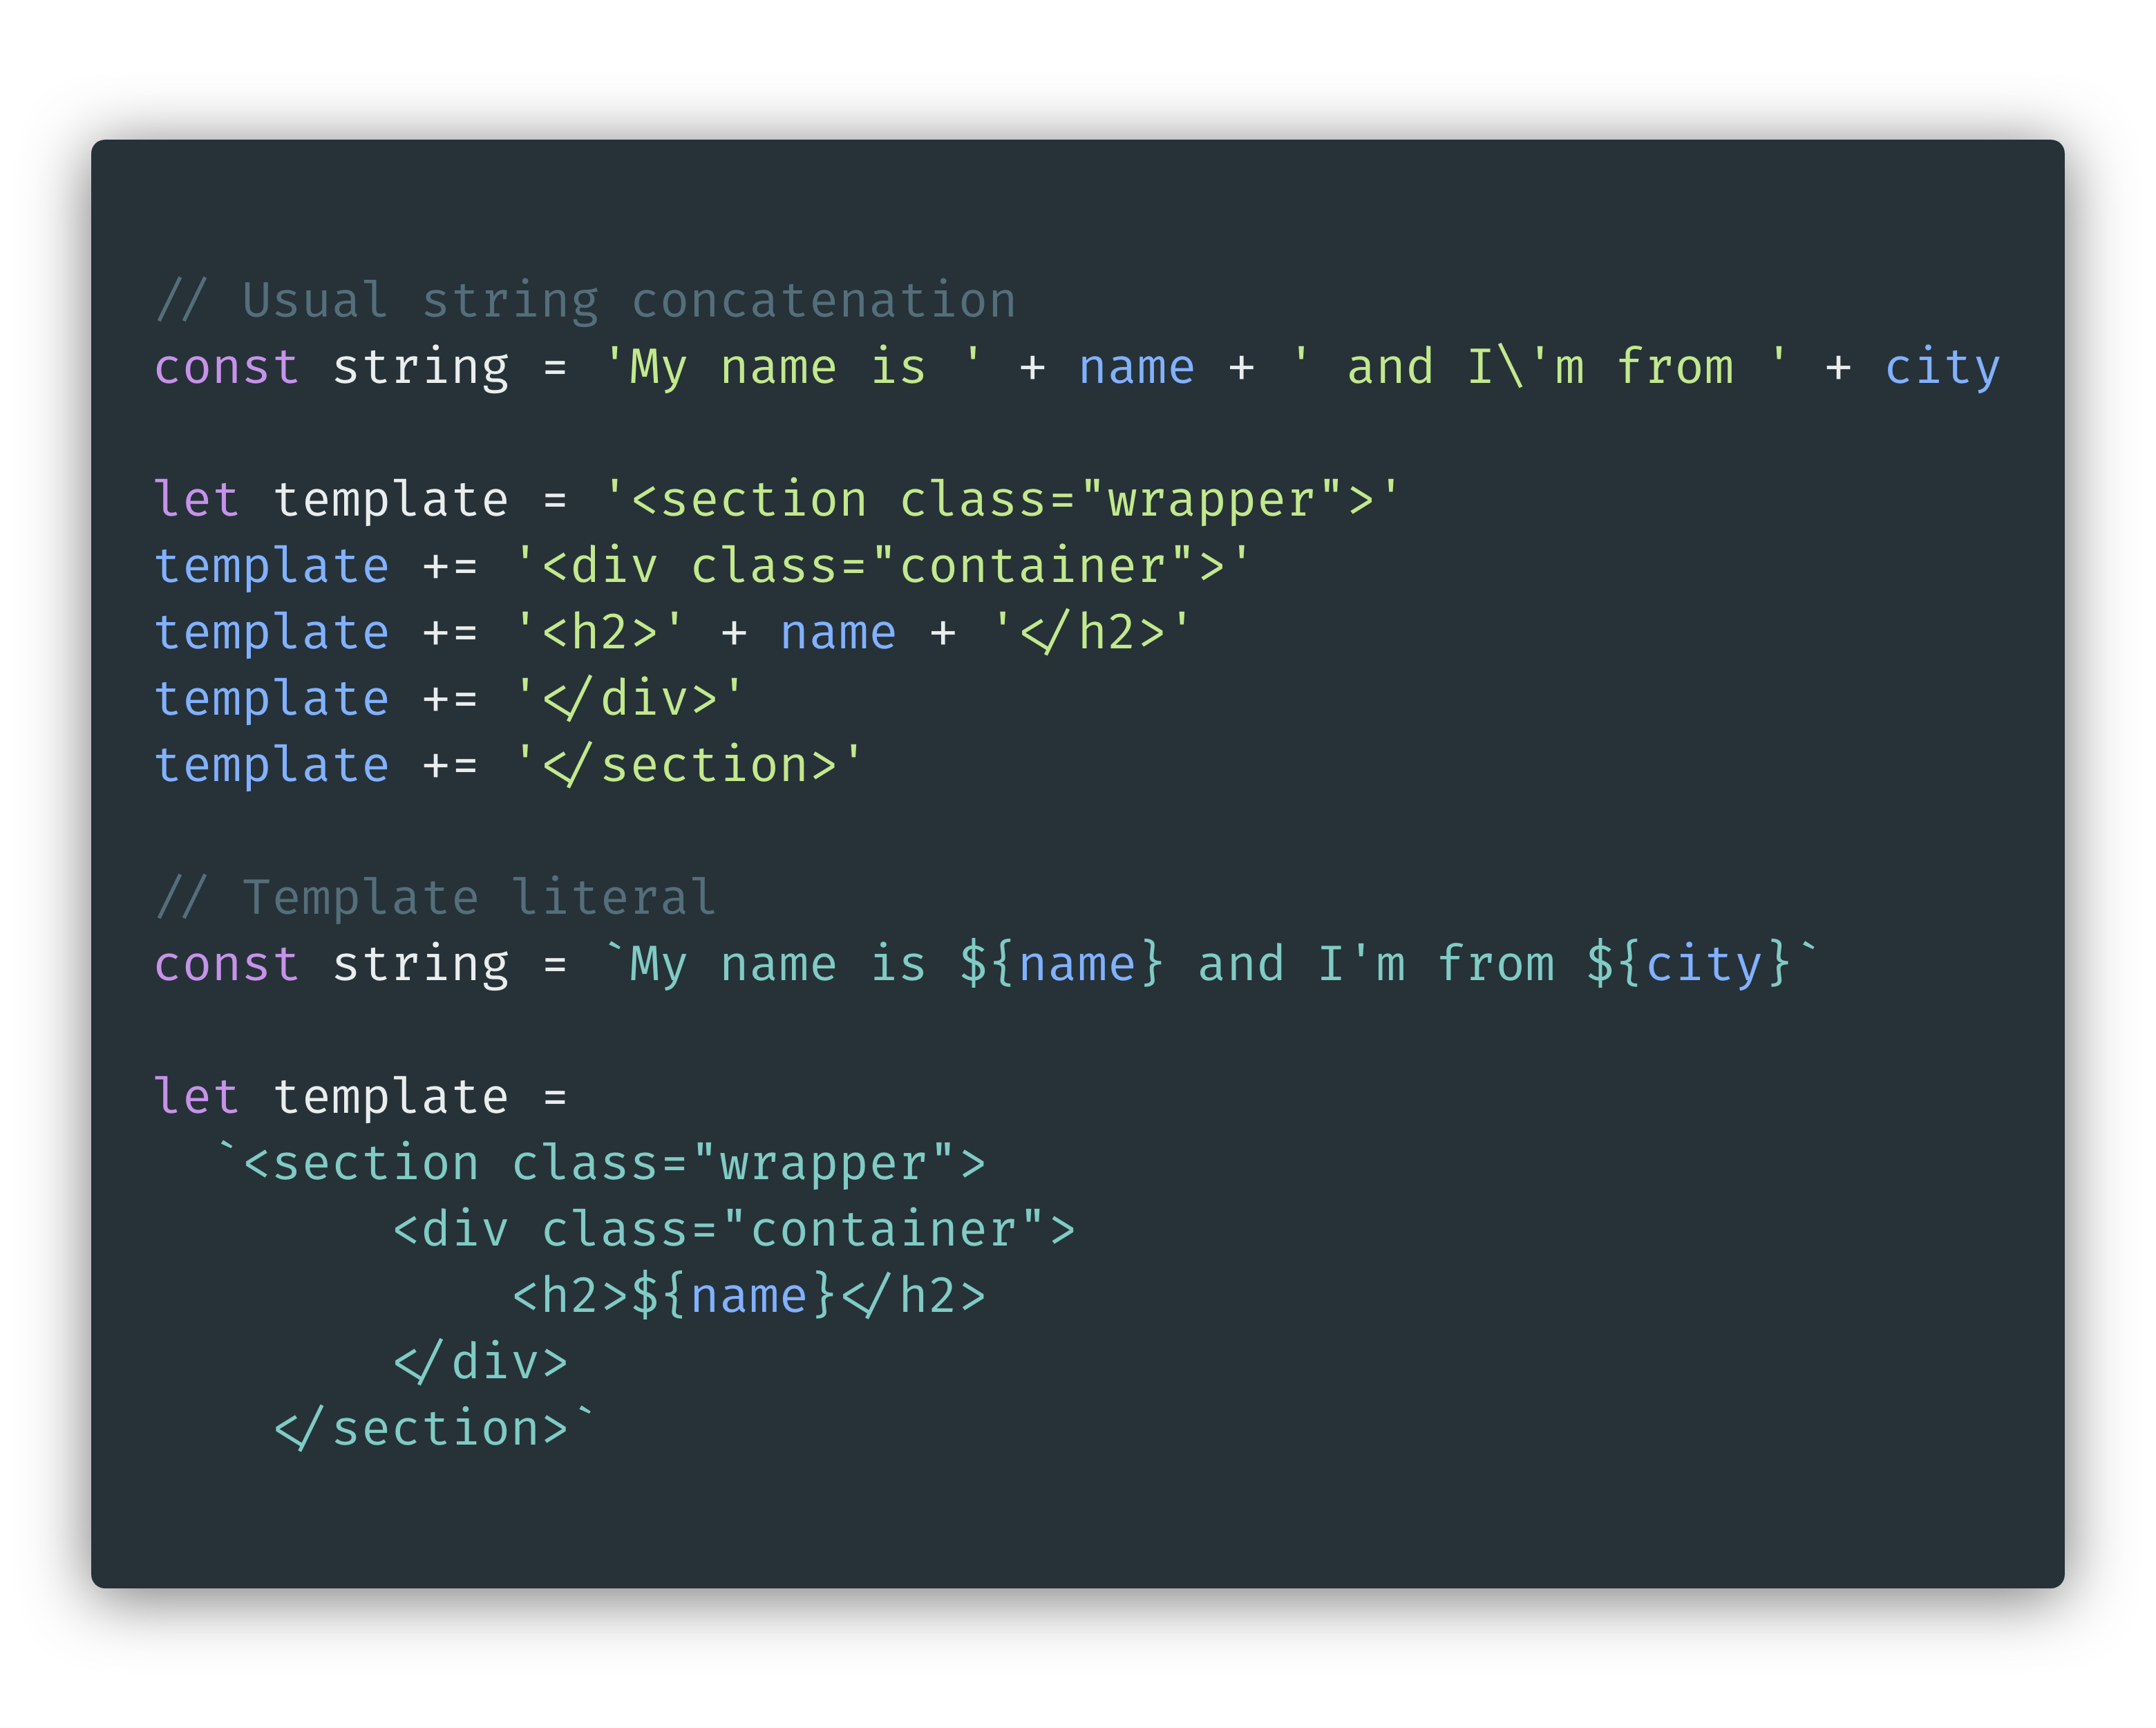 // Usual string concatenation
const string = 'My name is ' + name + ' and I\'m from ' + city
let template = '<section class="wrapper">'
template += '<div class="container">'
template += '<h2>' + name + '</h2>'
template += '</div>'
template += '</section>'
// Template literal
const string = `My name is ${name} and I'm from ${city}`
let template =
  `<section class="wrapper">
        <div class="container">
            <h2>${name}</h2>
        </div>
    </section>`